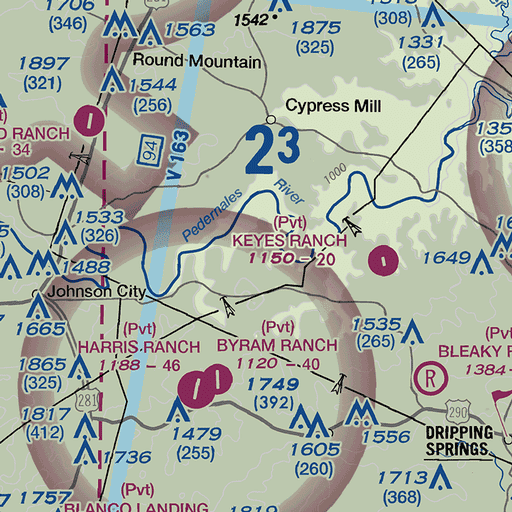 1706
(346)
1542
1875
(325)
(308)
1331
(265)
1563
Round Mountain
1897
(321)
1544
(256)
Cypress Mill
RANCH
- 34
94
V 163
23
1000
(358)
1502
(308)
Pedernales River
(Pvt)
KEYES RANCH
1150 - 20
1533
(326)
1488
1649
Johnson City
1665
(Pvt)
HARRIS RANCH
1188 - 46
(Pvt)
BYRAM RANCH
1120 - 40
1535
(265)
BLEAKY
1384
R
1865
(325)
281
1749
(392)
290
1817
(412)
1479
(255)
1556
DRIPPING
SPRINGS
1605
(260)
1736
1713
(368)
1757
(Pvt)
BLANCO LANDING
1819